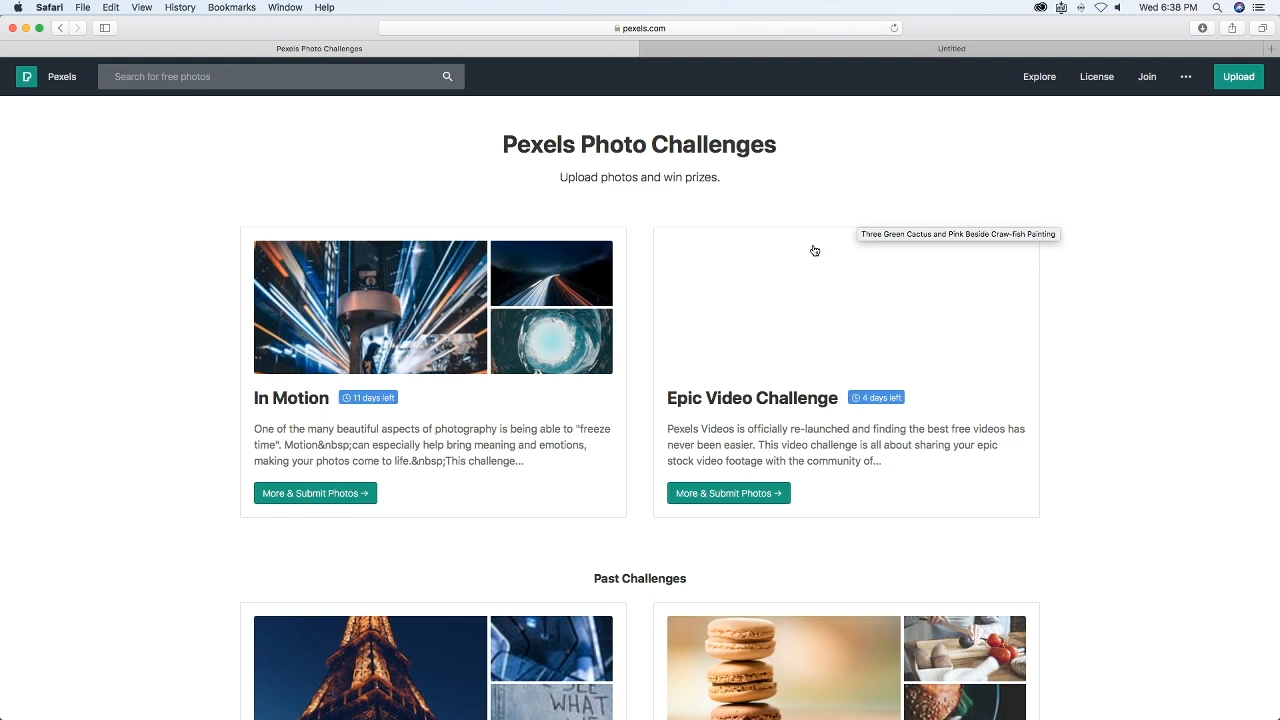 Safari File Edit View History Bookmarks Window Help
Wed 6:38 PM
pexels.com
Pexels Photo Challenges
Untitled
Pexels
Search for free photos
Explore License Join ••• Upload
Pexels Photo Challenges
Upload photos and win prizes.
Three Green Cactus and Pink Beside Craw-fish Painting
In Motion 11 days left
One of the many beautiful aspects of photography is being able to "freeze
time". Motion&nbsp;can especially help bring meaning and emotions,
making your photos come to life.&nbsp;This challenge...
More & Submit Photos →
Epic Video Challenge 4 days left
Pexels Videos is officially re-launched and finding the best free videos has
never been easier. This video challenge is all about sharing your epic
stock video footage with the community of...
More & Submit Photos →
Past Challenges
SEE
WHAT